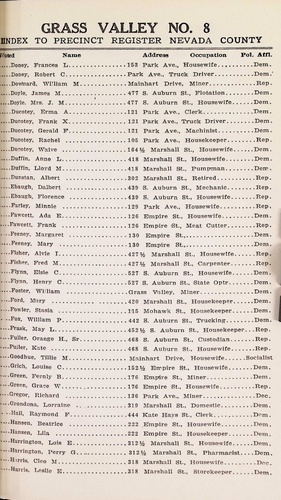 GRASS VALLEY NO. 8
INDEX TO PRECINCT REGISTER NEVADA COUNTY
Voted Name Address Occupation Pol. Affl.
....Dasey, Frances L 153 Park Ave., Housewife Dem.
....Dasey, Robert C. Park Ave., Truck Driver Dem.
....Downard, William M Mainhart Drive, Miner Rep.
....Doyle, James M. 477 S. Auburn St., Flotation Dem.
....Doyle, Mrs. J. M. 477 S. Auburn St., Housewife Dem.
....Ducotey, Erma A 121 Park Ave., Clerk Dem.
....Ducotey, Frank X 121 Park Ave., Truck Driver Dem.
....Ducotey, Gerald F 121 Park Ave., Machinist Dem.
....Ducotey, Rachel 195 Park Ave., Housekeeper Rep.
....Ducotey, Waive 164½ Marshall St., Housewife Dem.
....Duffin, Anne L 418 Marshall St., Housewife Dem.
....Duffin, Llord M 418 Marshall St., Pumpman Dem.
....Dunstan, Albert 302 Marshall St., Retired Rep.
....Ebaugh, Dalbert 439 S. Auburn St., Mechanic Rep.
....Ebaugh, Florence 439 S. Auburn St., Housewife Rep.
....Farley, Minnie 129 Park Ave., Housewife Rep.
....Fawcett, Ada E 126 Empire St., Housewife Dem.
....Fawcett, Frank 126 Empire St., Meat Cutter Rep.
....Feeney, Margaret 130 Empire St. Dem.
....Feeney, Mary 130 Empire St. Dem.
....Fisher, Alvie I. 427½ Marshall St., Housewife Rep.
....Fisher, Fred M 427½ Marshall St., Carpenter Rep.
....Flynn, Elsie C 527 S. Auburn St., Housewife Dem.
....Flynn, Henry C 527 S. Auburn St., State Optr. Dem.
....Foster, William Grass Valley, Miner Dem.
....Ford, Mary 420 Marshall St., Housekeeper Dem.
....Fowler, Stasia 115 Mohawk St., Housekeeper Dem.
....Fox, William P 442 S. Auburn St., Trucking Dem.
....Prask, May L 452½ S. Auburn St., Housekeeper Rep.
....Fuller, Orange H., Sr. 468 S. Auburn St., Custodian Rep.
....Fuller, Kate 468 S. Auburn St., Housewife Rep.
....Goodhue, Tillie M. Mainhart Drive, Housewife Socialist
....Grich, Louise C 152½ Empire St., Housewife Dem.
....Green, Percly B 176 Empire St., Miner Dem.
....Green, Grace W 176 Empire St., Housewife Rep.
....Gregor, Richard 136 Park Ave., Miner Dec.
....Grandona, Lorraine 319 Marshall St., Domestic Dem.
....Hall, Raymond F 444 Kate Hays St., Clerk Dem.
....Hansen, Beatrice 222 Empire St., Housewife Dem.
....Hansen, Lila 222 Empire St., Housekeeper Dem.
....Harrington, Lois E 312½ Marshall St., Housewife Dem.
....Harrington, Perry G 312½ Marshall St., Pharmacist Dem.
....Harris, Cleo M 318 Marshall St., Housewife Dec.
....Harris, Leslie E 318 Marshall St., Storekeeper Dem.